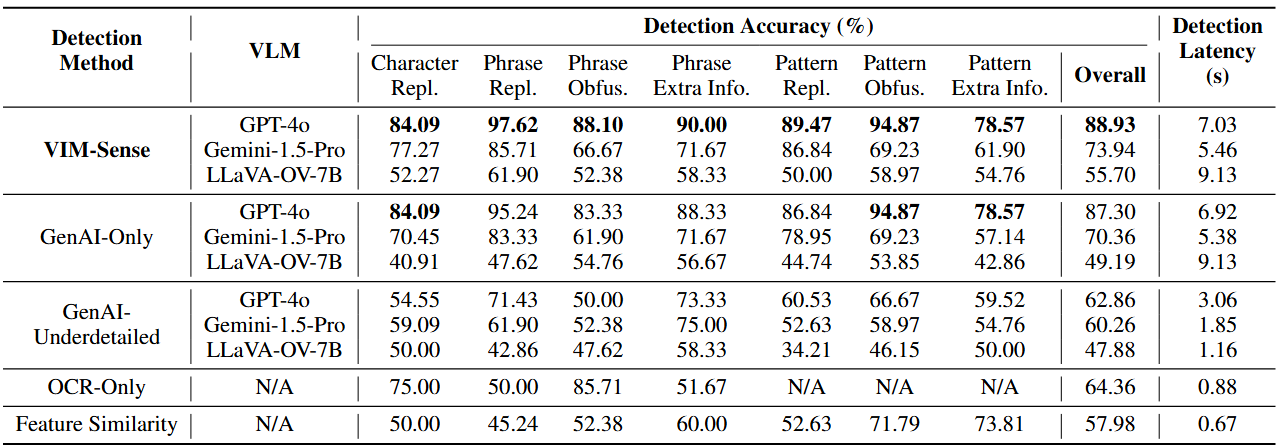 Detection Method VLM Detection Accuracy (%) Detection Latency (s)
Character Repl. Phrase Repl. Phrase Obfus. Phrase Extra Info. Pattern Repl. Pattern Obfus. Pattern Extra Info. Overall
VIM-Sense GPT-4o 84.09 97.62 88.10 90.00 89.47 94.87 78.57 88.93 7.03
Gemini-1.5-Pro 77.27 85.71 66.67 71.67 86.84 69.23 61.90 73.94 5.46
LLaVA-OV-7B 52.27 61.90 52.38 58.33 50.00 58.97 54.76 55.70 9.13
GenAI-Only GPT-4o 84.09 95.24 83.33 88.33 86.84 94.87 78.57 87.30 6.92
Gemini-1.5-Pro 70.45 83.33 61.90 71.67 78.95 69.23 57.14 70.36 5.38
LLaVA-OV-7B 40.91 47.62 54.76 56.67 44.74 53.85 42.86 49.19 9.13
GenAI-Underdetailed GPT-4o 54.55 71.43 50.00 73.33 60.53 66.67 59.52 62.86 3.06
Gemini-1.5-Pro 59.09 61.90 52.38 75.00 52.63 58.97 54.76 60.26 1.85
LLaVA-OV-7B 50.00 42.86 47.62 58.33 34.21 46.15 50.00 47.88 1.16
OCR-Only N/A 75.00 50.00 85.71 51.67 N/A N/A N/A 64.36 0.88
Feature Similarity N/A 50.00 45.24 52.38 60.00 52.63 71.79 73.81 57.98 0.67